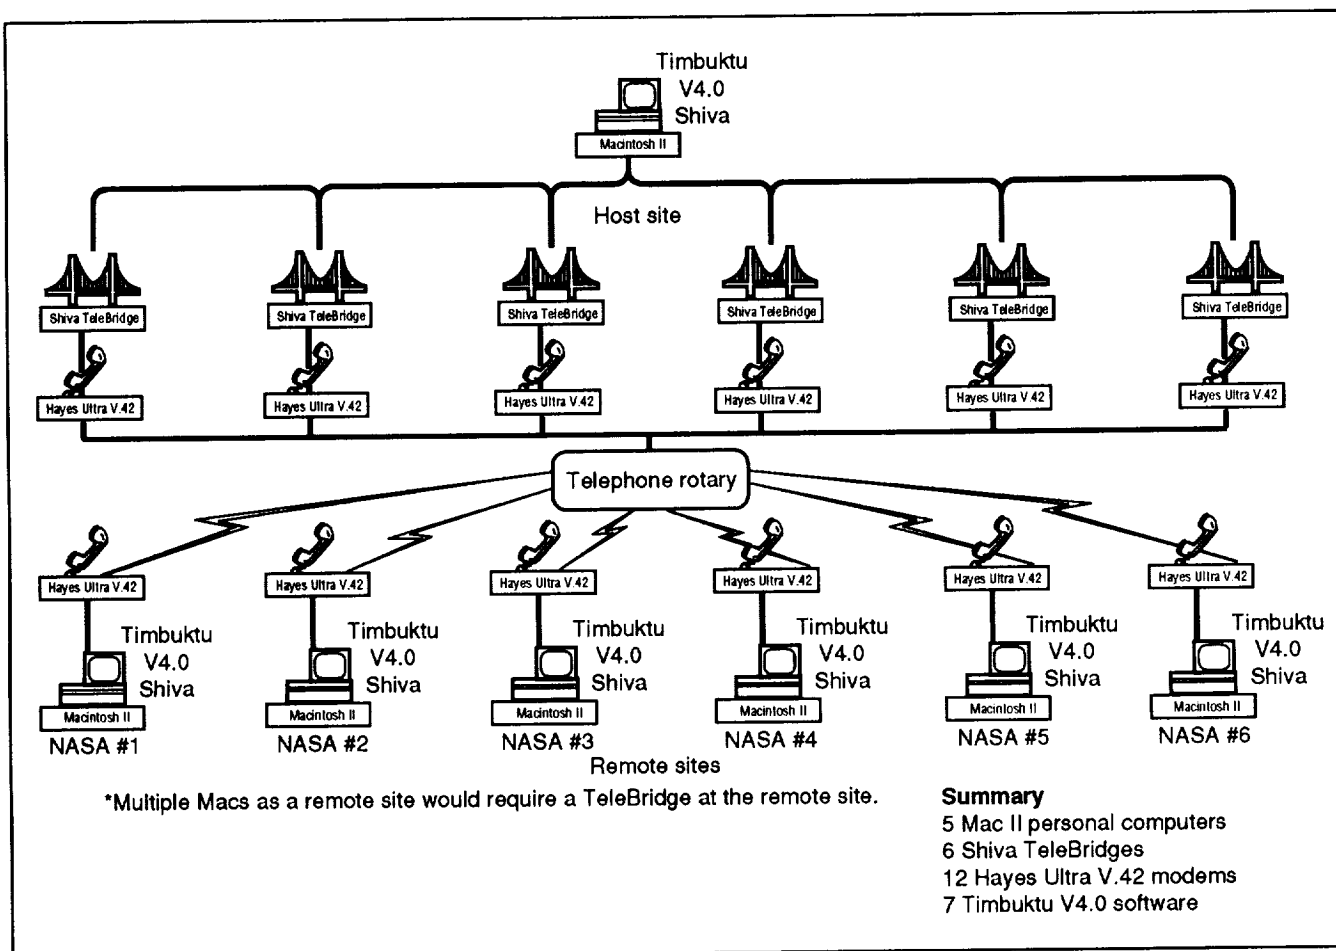 Timbuktu
V4.0
Shiva
Macintosh II
Host site
Shiva TeleBridge
Shiva TeleBridge
Shiva TeleBridge
Shiva TeleBridge
Shiva TeleBridge
Shiva TeleBridge
Hayes Ultra V.42
Hayes Ultra V.42
Hayes Ultra V.42
Hayes Ultra V.42
Hayes Ultra V.42
Hayes Ultra V.42
Telephone rotary
Hayes Ultra V.42
Hayes Ultra V.42
Hayes Ultra V.42
Hayes Ultra V.42
Hayes Ultra V.42
Hayes Ultra V.42
Timbuktu
V4.0
Shiva
Macintosh II
NASA #1
Timbuktu
V4.0
Shiva
Macintosh II
NASA #2
Timbuktu
V4.0
Shiva
Macintosh II
NASA #3
Timbuktu
V4.0
Shiva
Macintosh II
NASA #4
Timbuktu
V4.0
Shiva
Macintosh II
NASA #5
Timbuktu
V4.0
Shiva
Macintosh II
NASA #6
Remote sites
*Multiple Macs as a remote site would require a TeleBridge at the remote site.
Summary
5 Mac II personal computers
6 Shiva TeleBridges
12 Hayes Ultra V.42 modems
7 Timbuktu V4.0 software